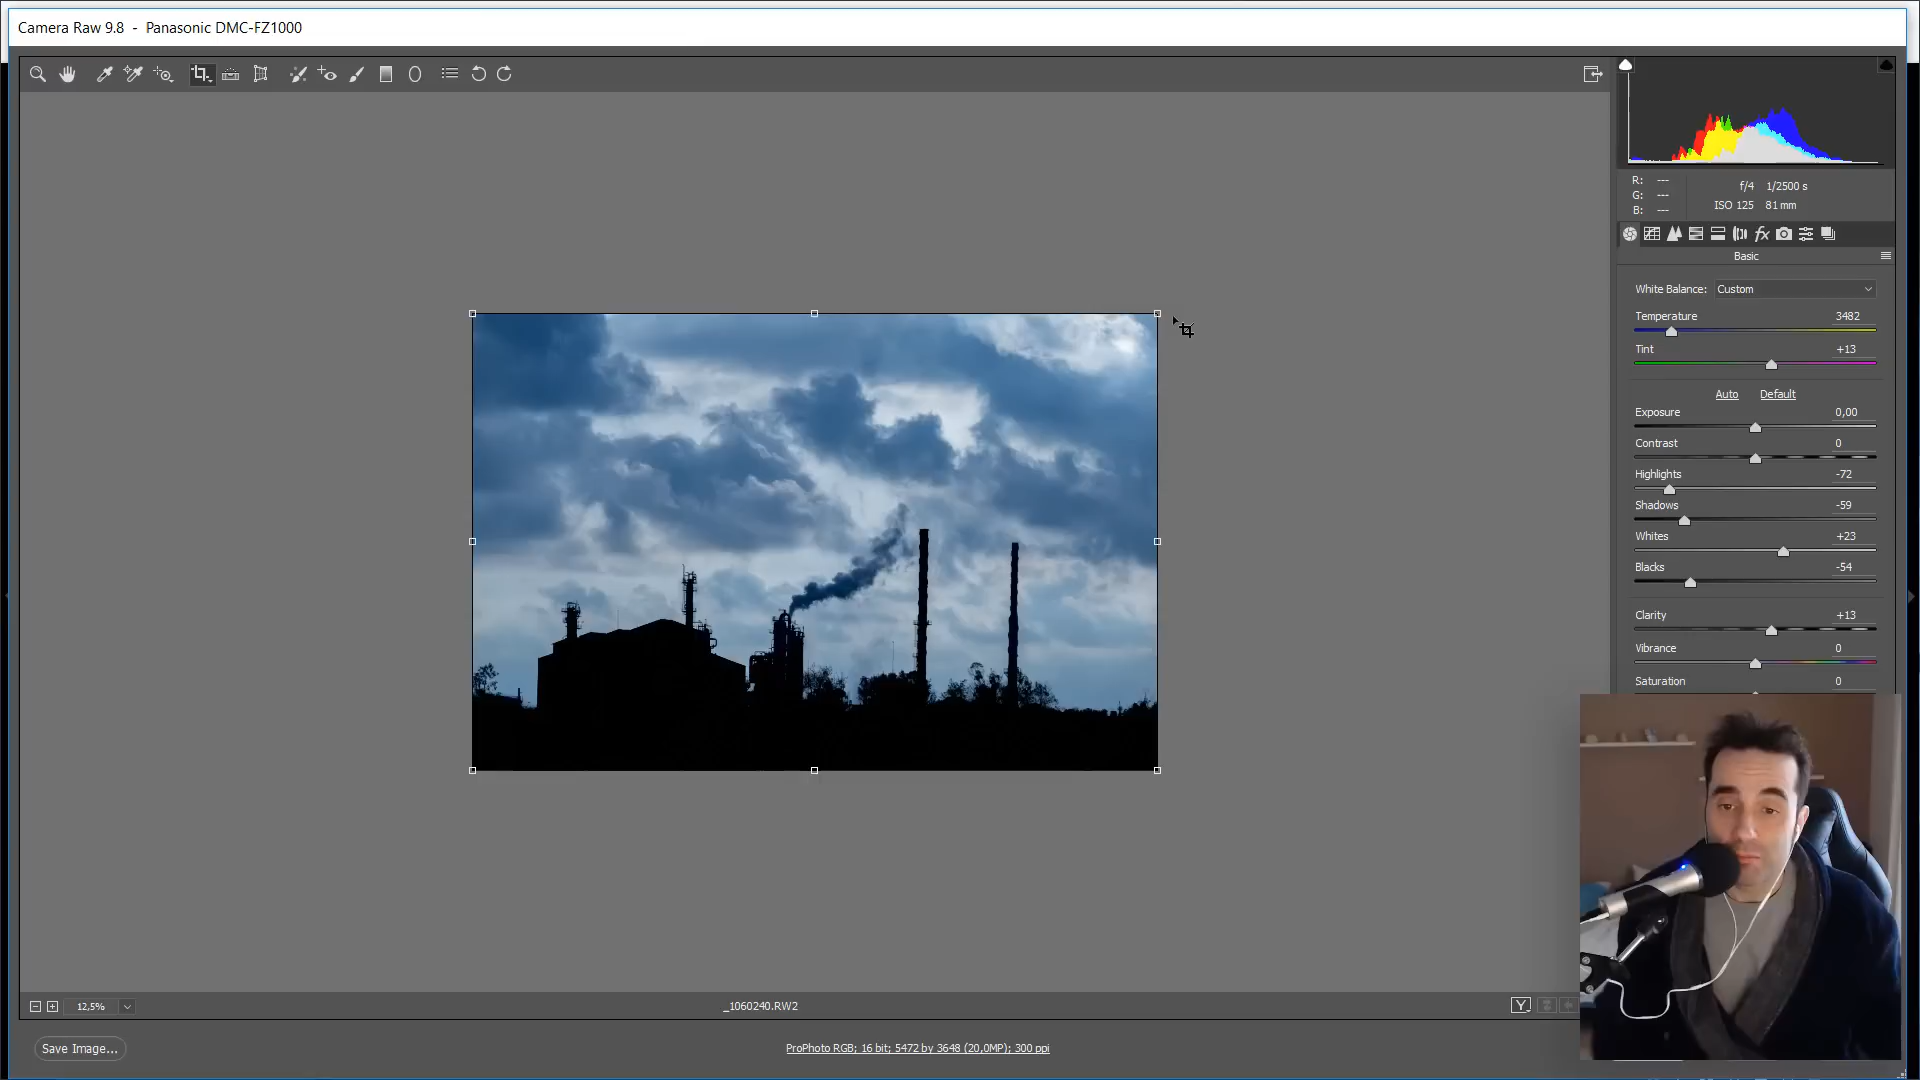 Camera Raw 9.8 - Panasonic DMC-FZ1000
R: ---
G: ---
B: ---
f/4 1/2500 s
ISO 125 81 mm
fx
Basic
White Balance: Custom
Temperature 3482
Tint +13
Auto Default
Exposure 0,00
Contrast 0
Highlights -72
Shadows -59
Whites +23
Blacks -54
Clarity +13
Vibrance 0
Saturation 0
12,5%
_1060240.RW2
Y
Save Image...
ProPhoto RGB; 16 bit; 5472 by 3648 (20,0MP); 300 ppi